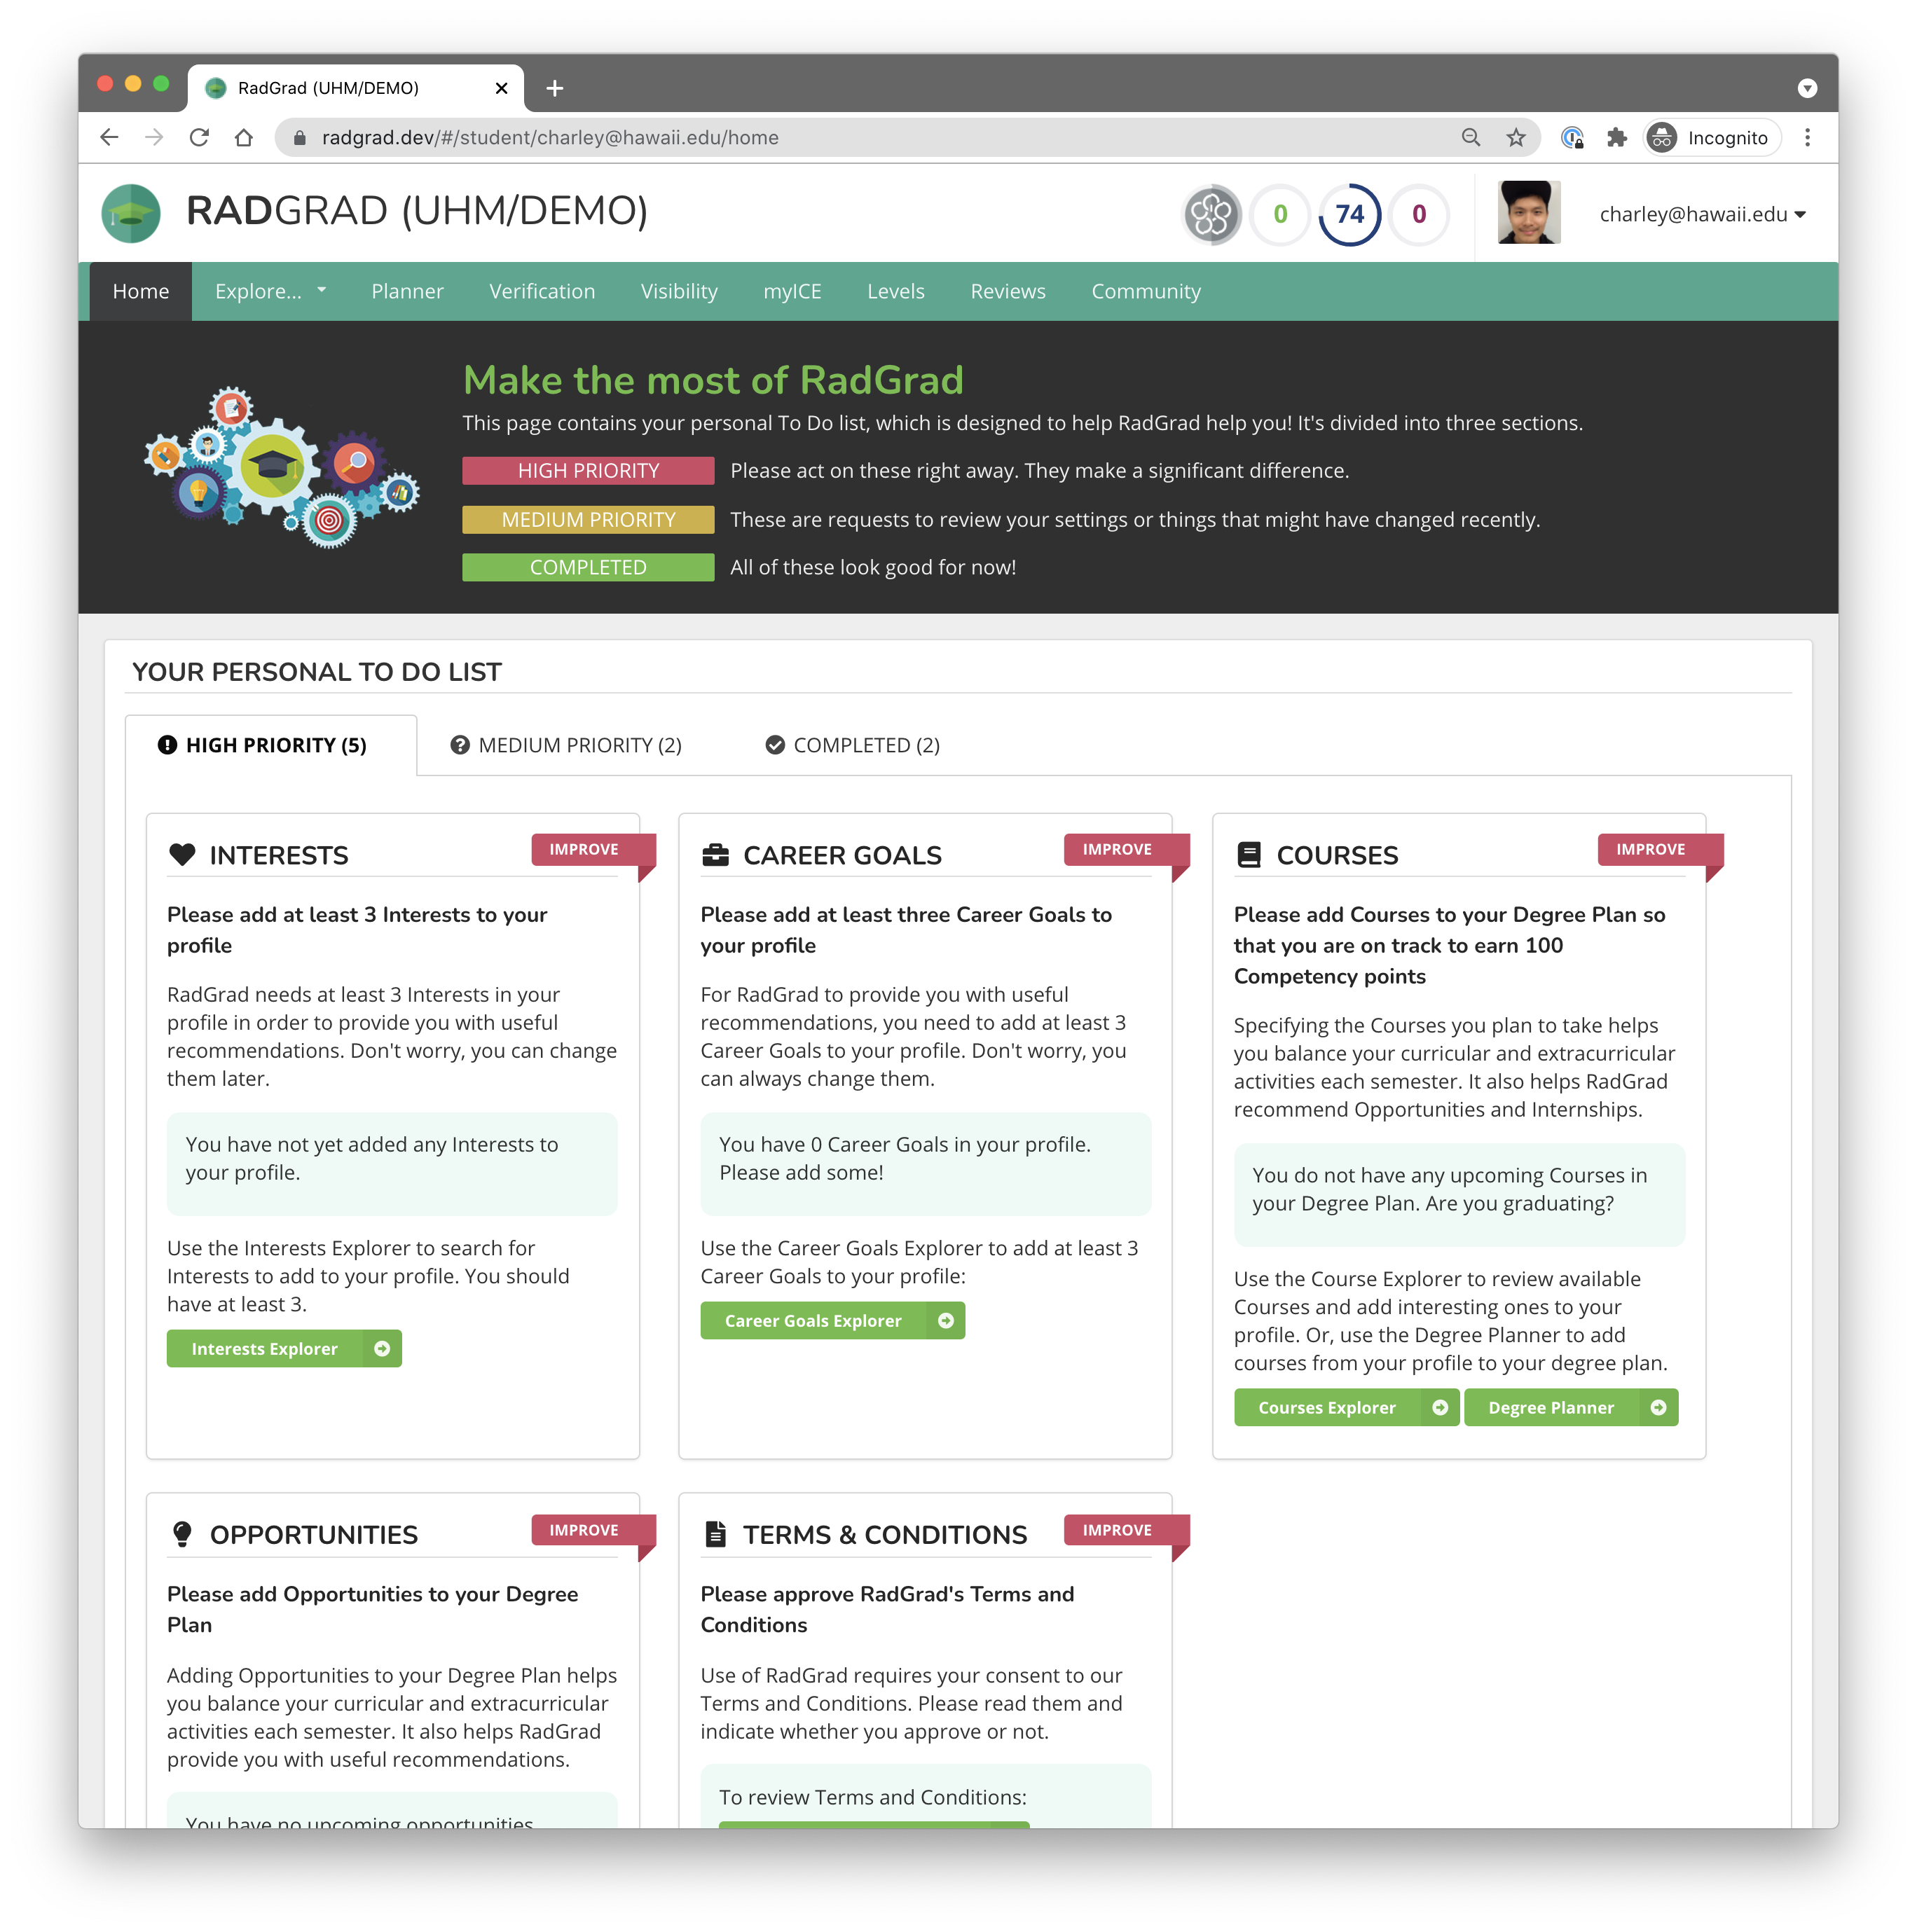 RadGrad (UHM/DEMO)
radgrad.dev/#/student/charley@hawaii.edu/home
Incognito
RADGRAD (UHM/DEMO)
0
74
0
charley@hawaii.edu
Home
Explore...
Planner
Verification
Visibility
myICE
Levels
Reviews
Community
Make the most of RadGrad
This page contains your personal To Do list, which is designed to help RadGrad help you! It's divided into three sections.
HIGH PRIORITY
Please act on these right away. They make a significant difference.
MEDIUM PRIORITY
These are requests to review your settings or things that might have changed recently.
COMPLETED
All of these look good for now!
YOUR PERSONAL TO DO LIST
HIGH PRIORITY (5)
MEDIUM PRIORITY (2)
COMPLETED (2)
INTERESTS
IMPROVE
Please add at least 3 Interests to your
profile
RadGrad needs at least 3 Interests in your
profile in order to provide you with useful
recommendations. Don't worry, you can change
them later.
You have not yet added any Interests to
your profile.
Use the Interests Explorer to search for
Interests to add to your profile. You should
have at least 3.
Interests Explorer
CAREER GOALS
IMPROVE
Please add at least three Career Goals to
your profile
For RadGrad to provide you with useful
recommendations, you need to add at least 3
Career Goals to your profile. Don't worry, you
can always change them.
You have 0 Career Goals in your profile.
Please add some!
Use the Career Goals Explorer to add at least 3
Career Goals to your profile:
Career Goals Explorer
COURSES
IMPROVE
Please add Courses to your Degree Plan so
that you are on track to earn 100
Competency points
Specifying the Courses you plan to take helps
you balance your curricular and extracurricular
activities each semester. It also helps RadGrad
recommend Opportunities and Internships.
You do not have any upcoming Courses in
your Degree Plan. Are you graduating?
Use the Course Explorer to review available
Courses and add interesting ones to your
profile. Or, use the Degree Planner to add
courses from your profile to your degree plan.
Courses Explorer
Degree Planner
OPPORTUNITIES
IMPROVE
Please add Opportunities to your Degree
Plan
Adding Opportunities to your Degree Plan helps
you balance your curricular and extracurricular
activities each semester. It also helps RadGrad
provide you with useful recommendations.
You have no upcoming opportunities
TERMS & CONDITIONS
IMPROVE
Please approve RadGrad's Terms and
Conditions
Use of RadGrad requires your consent to our
Terms and Conditions. Please read them and
indicate whether you approve or not.
To review Terms and Conditions: